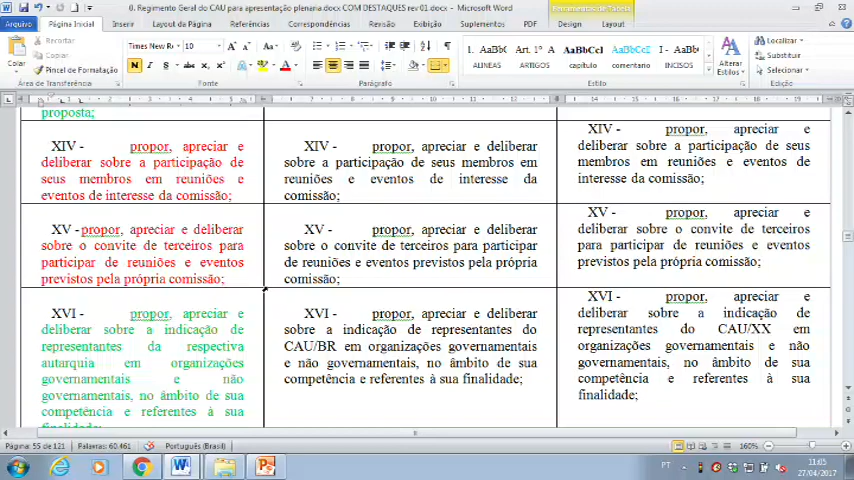 0. Regimento Geral do CAU para apresentação plenaria.docx COM DESTAQUES rev 01.docx - Microsoft Word
Arquivo Página Inicial Inserir Layout da Página Referências Correspondências Revisão Exibição Suplementos PDF Design Layout
Recortar
Copiar
Pincel de Formatação
Colar
Área de Transferência
Times New Ro 10
N I S
Fonte
Parágrafo
1. AaBb( Art. 1º A AaBbCcI AaBbCcI I - AaBb(
ALINEAS ARTIGOS capítulo comentario INCISOS
Alterar
Estilos
Estilo
Localizar
Substituir
Selecionar
Edição
proposta;
XIV - propor, apreciar e
deliberar sobre a participação de
seus membros em reuniões e
eventos de interesse da comissão;
XIV - propor, apreciar e deliberar
sobre a participação de seus membros em
reuniões e eventos de interesse da
comissão;
XIV - propor, apreciar e
deliberar sobre a participação de seus
membros em reuniões e eventos de
interesse da comissão;
XV - propor, apreciar e deliberar
sobre o convite de terceiros para
participar de reuniões e eventos
previstos pela própria comissão;
XV - propor, apreciar e deliberar
sobre o convite de terceiros para participar
de reuniões e eventos previstos pela própria
comissão;
XV - propor, apreciar e
deliberar sobre o convite de terceiros
para participar de reuniões e eventos
previstos pela própria comissão;
XVI - propor, apreciar e
deliberar sobre a indicação de
representantes da respectiva
autarquia em organizações
governamentais e não
governamentais, no âmbito de sua
competência e referentes à sua
finalidade;
XVI - propor, apreciar e deliberar
sobre a indicação de representantes do
CAU/BR em organizações governamentais
e não governamentais, no âmbito de sua
competência e referentes à sua finalidade;
XVI - propor, apreciar e
deliberar sobre a indicação de
representantes do CAU/XX em
organizações governamentais e não
governamentais, no âmbito de sua
competência e referentes à sua
finalidade;
Página: 55 de 121 Palavras: 60.461 Português (Brasil) 160%
PT 11:05
27/04/2017